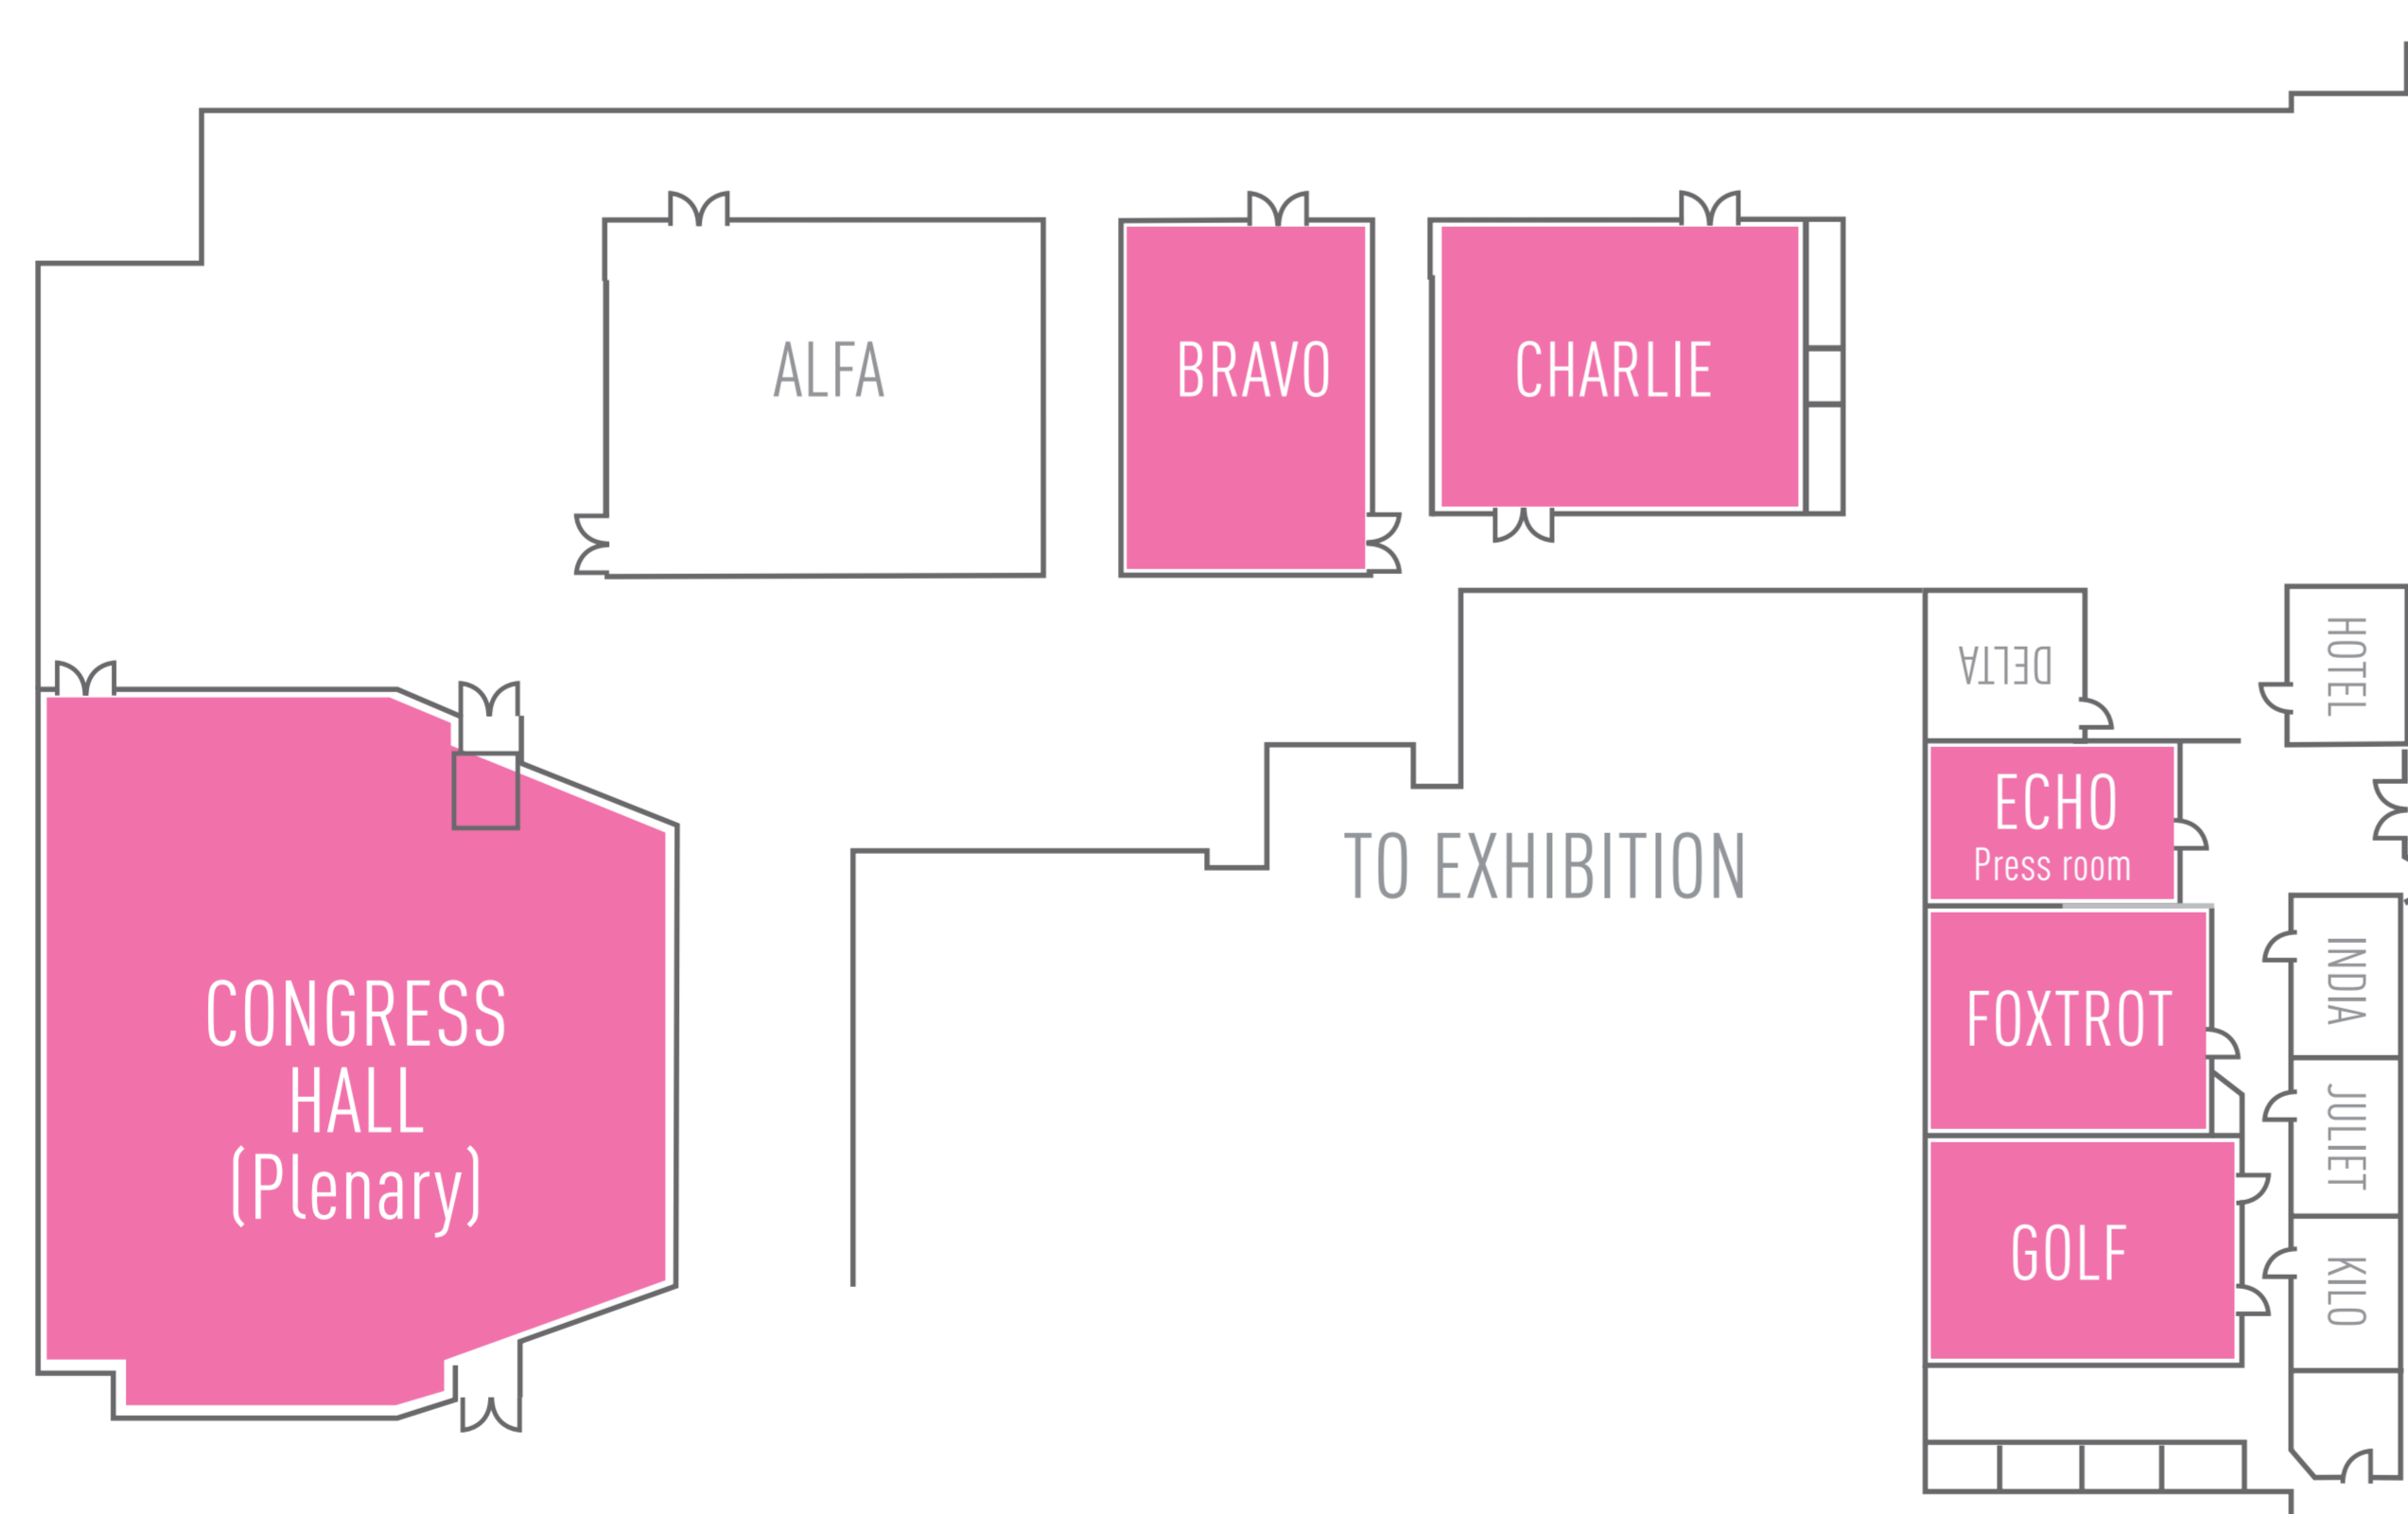 ALFA
BRAVO
CHARLIE
DELTA
HOTEL
ECHO
Press room
TO EXHIBITION
INDIA
FOXTROT
CONGRESS
HALL
(Plenary)
JULIET
GOLF
KILO